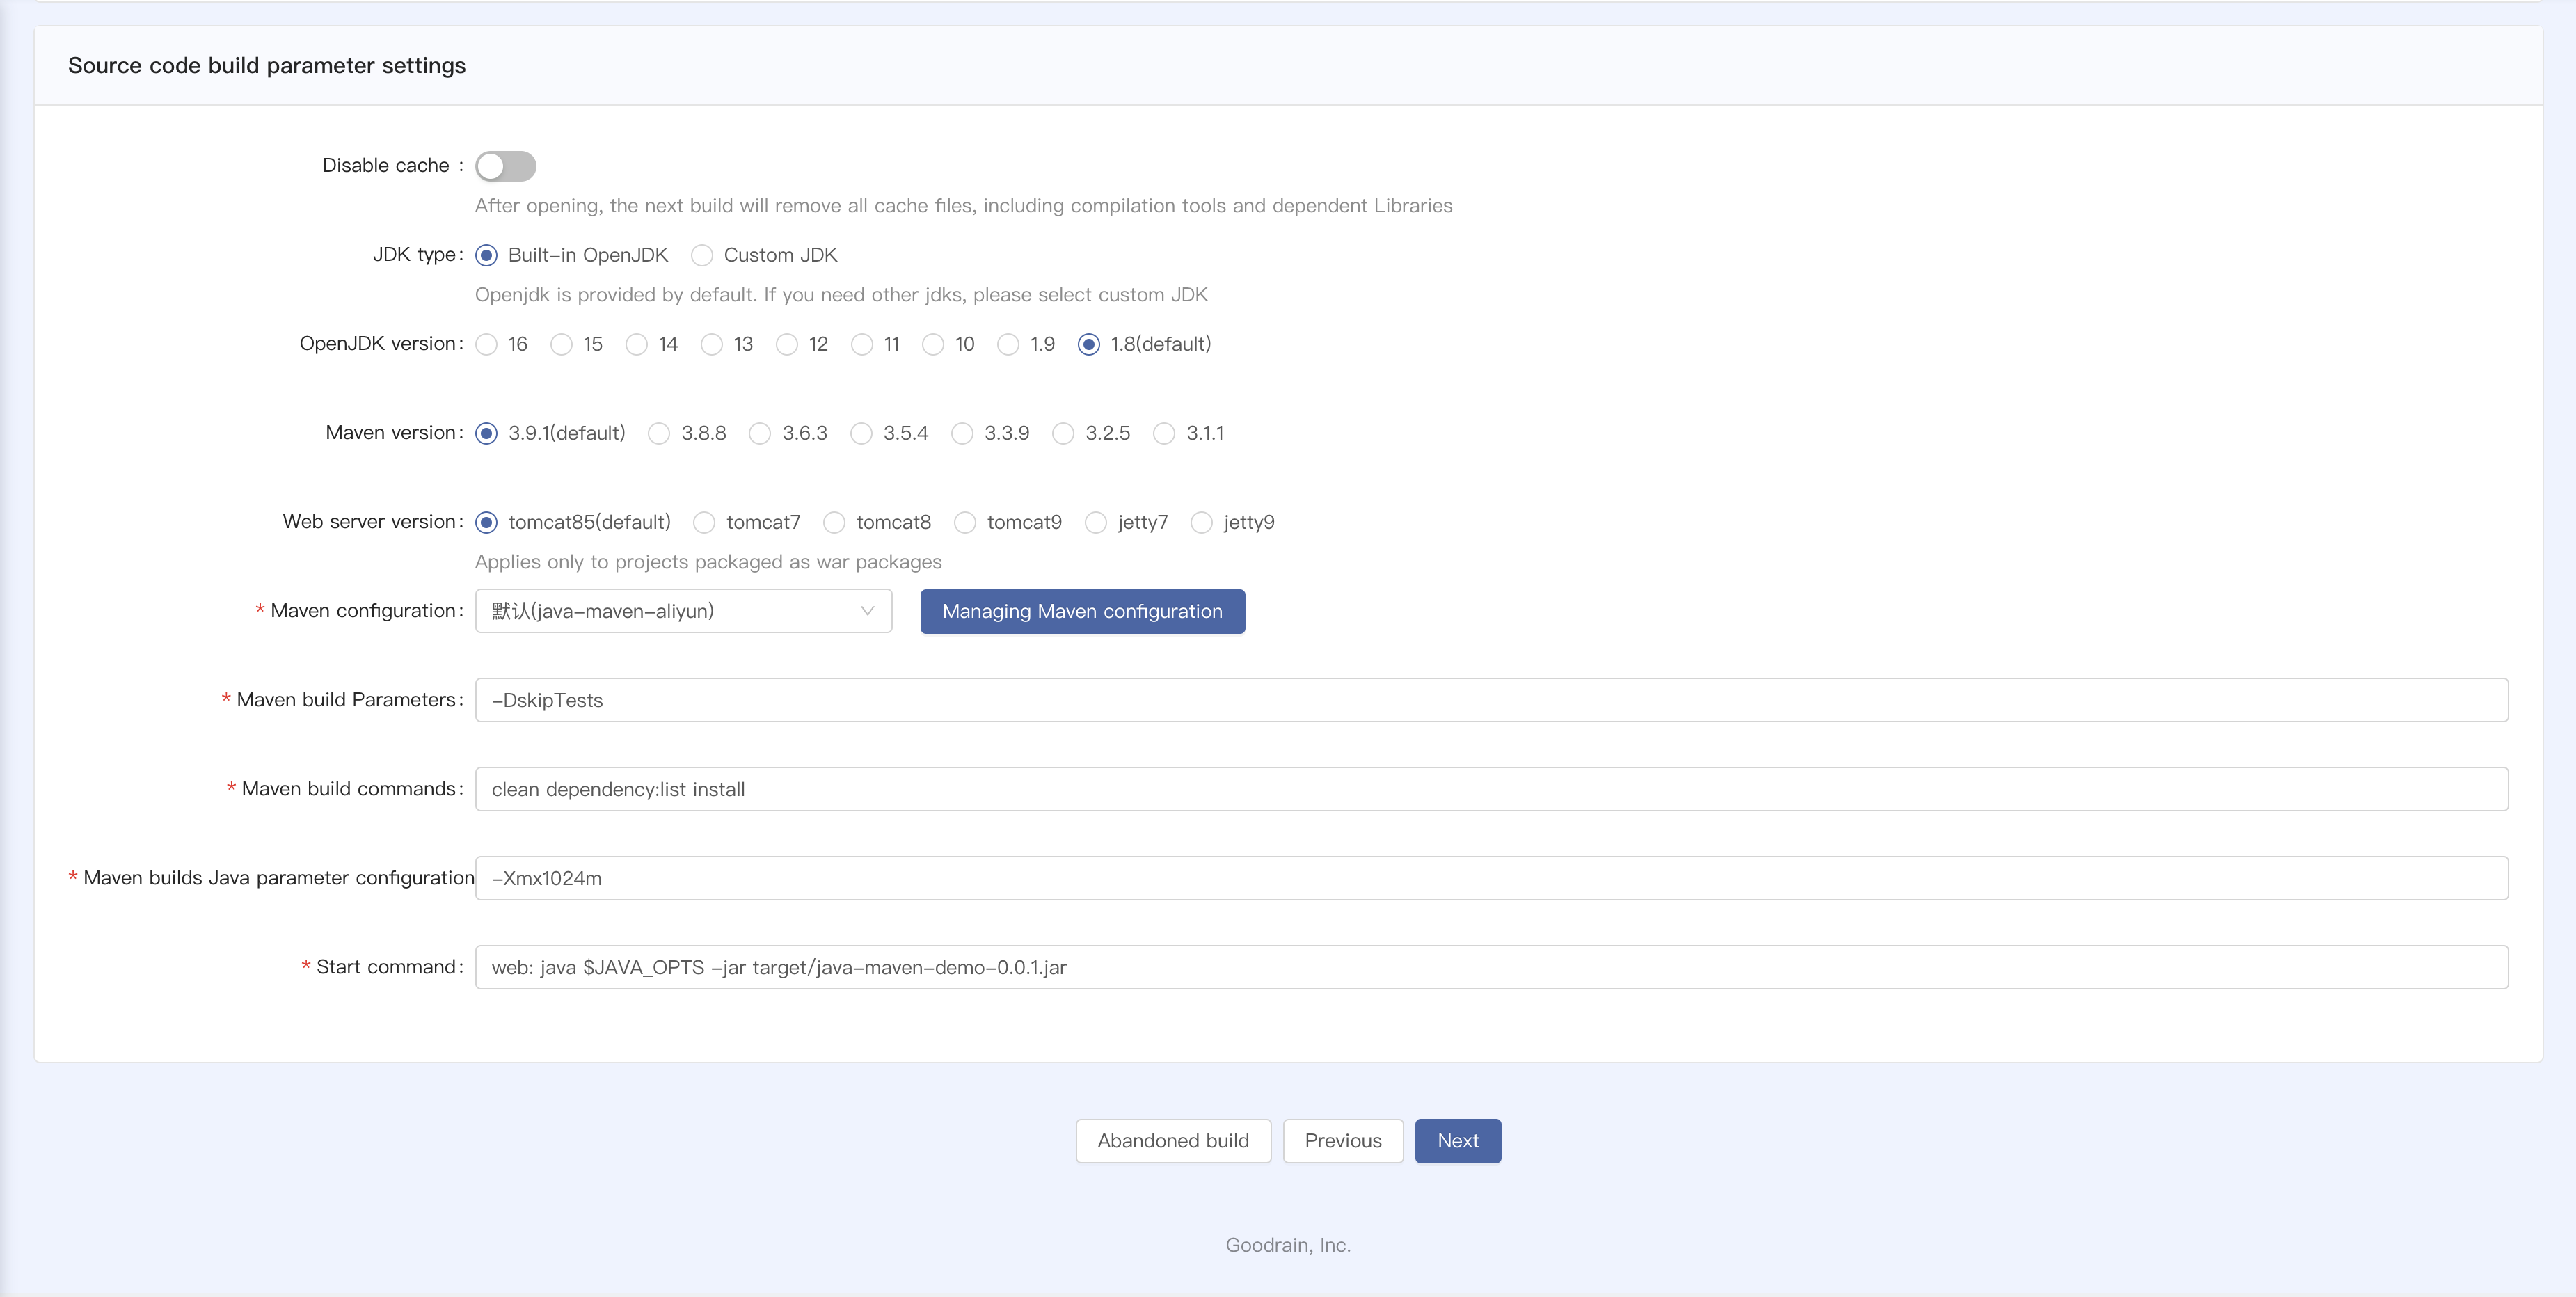 Source code build parameter settings
Disable cache :
After opening, the next build will remove all cache files, including compilation tools and dependent Libraries
JDK type: Built-in OpenJDK Custom JDK
Openjdk is provided by default. If you need other jdks, please select custom JDK
OpenJDK version: 16 15 14 13 12 11 10 1.9 1.8(default)
Maven version: 3.9.1(default) 3.8.8 3.6.3 3.5.4 3.3.9 3.2.5 3.1.1
Web server version: tomcat85(default) tomcat7 tomcat8 tomcat9 jetty7 jetty9
Applies only to projects packaged as war packages
* Maven configuration: 默认(java-maven-aliyun) Managing Maven configuration
* Maven build Parameters: -DskipTests
* Maven build commands: clean dependency:list install
* Maven builds Java parameter configuration -Xmx1024m
* Start command: web: java $JAVA_OPTS -jar target/java-maven-demo-0.0.1.jar
Abandoned build Previous Next
Goodrain, Inc.